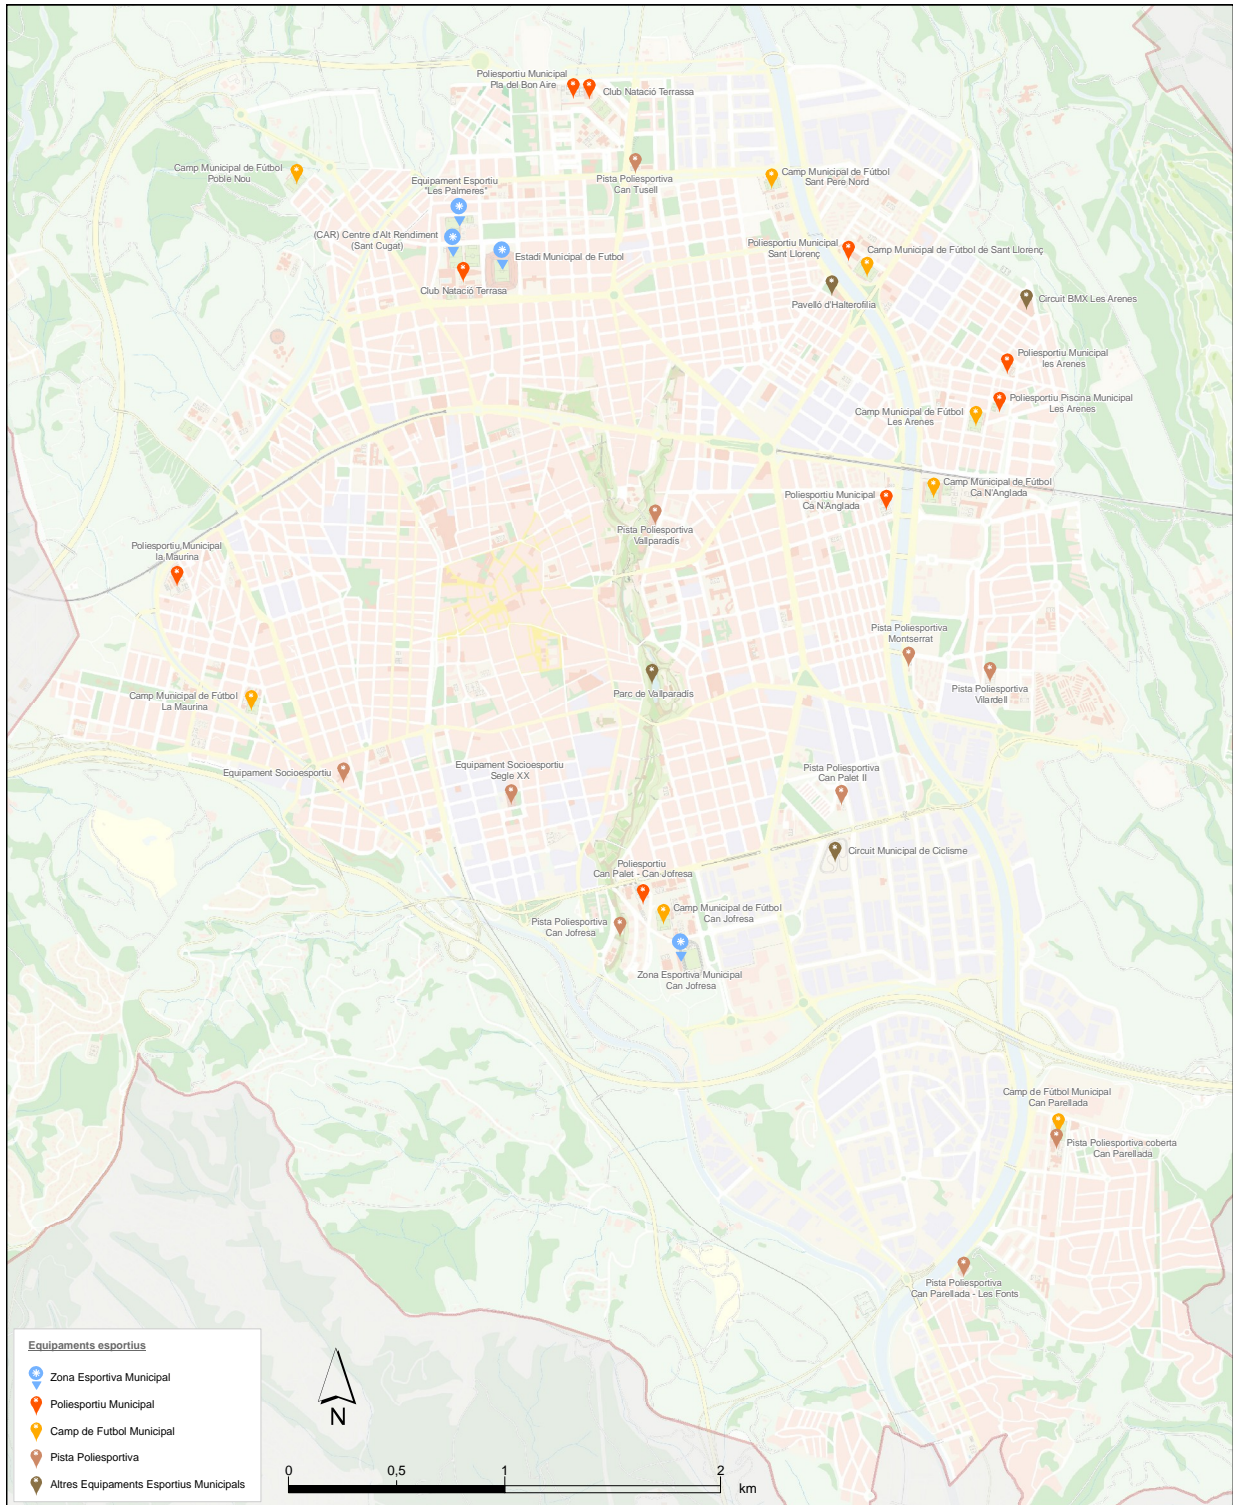 Poliesportiu Municipal
Pla del Bon Aire
Club Natació Terrassa
Camp Municipal de Fútbol
Poble Nou
Equipament Esportiu
"Les Palmeres"
Pista Poliesportiva
Can Tusell
Camp Municipal de Fútbol
Sant Pere Nord
(CAR) Centre d'Alt Rendiment
(Sant Cugat)
Estadi Municipal de Futbol
Club Natació Terrasa
Poliesportiu Municipal
Sant Llorenç
Camp Municipal de Fútbol de Sant Llorenç
Pavelló d'Halterofilia
Circuit BMX Les Arenes
Poliesportiu Municipal
les Arenes
Poliesportiu Piscina Municipal
Les Arenes
Camp Municipal de Fútbol
Les Arenes
Camp Municipal de Fútbol
Ca N'Anglada
Poliesportiu Municipal
Ca N'Anglada
Pista Poliesportiva
Vallparadís
Poliesportiu Municipal
la Maurina
Pista Poliesportiva
Montserrat
Pista Poliesportiva
Vilardell
Parc de Vallparadís
Camp Municipal de Fútbol
La Maurina
Equipament Socioesportiu
Equipament Socioesportiu
Segle XX
Pista Poliesportiva
Can Palet II
Circuit Municipal de Ciclisme
Poliesportiu
Can Palet - Can Jofresa
Camp Municipal de Fútbol
Can Jofresa
Pista Poliesportiva
Can Jofresa
Zona Esportiva Municipal
Can Jofresa
Camp de Fútbol Municipal
Can Parellada
Pista Poliesportiva coberta
Can Parellada
Pista Poliesportiva
Can Parellada - Les Fonts
Equipaments esportius
Zona Esportiva Municipal
Poliesportiu Municipal
Camp de Futbol Municipal
Pista Poliesportiva
Altres Equipaments Esportius Municipals
N
0 0,5 1 2
km